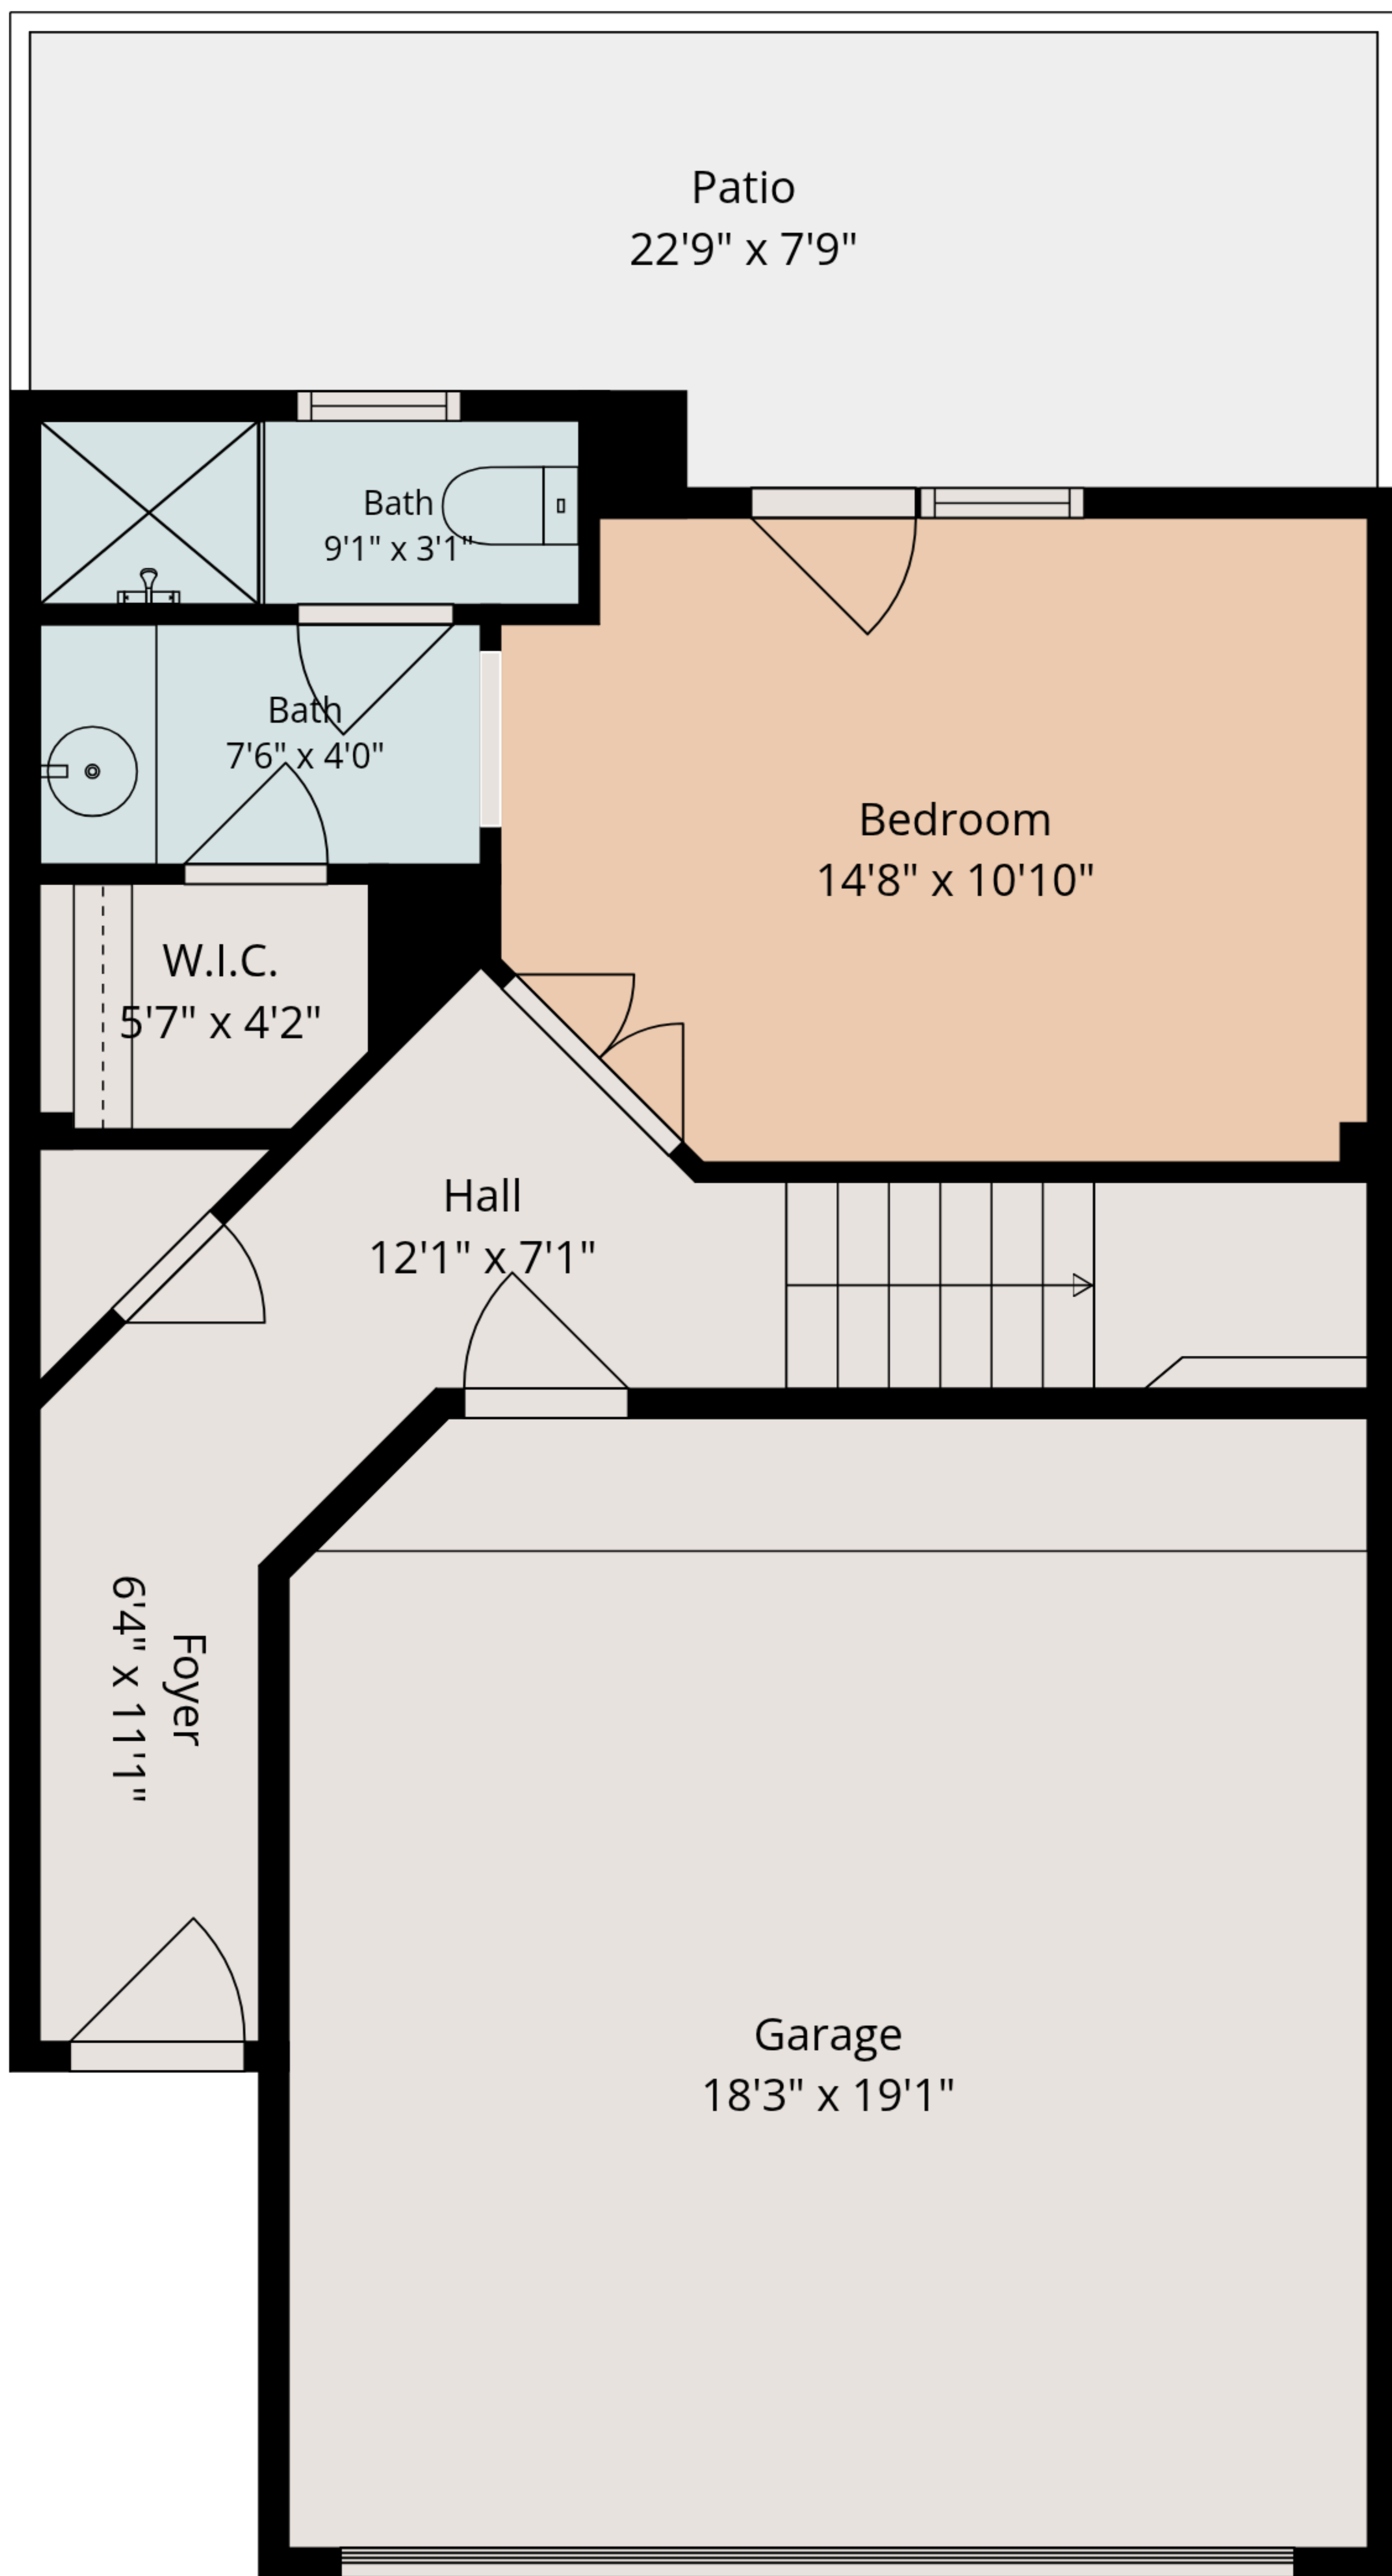 Patio
22'9" x 7'9"
Bath
9'1" x 3'1"
Bath
7'6" x 4'0"
Bedroom
14'8" x 10'10"
W.I.C.
5'7" x 4'2"
Hall
12'1" x 7'1"
Foyer
6'4" x 11'1"
Garage
18'3" x 19'1"